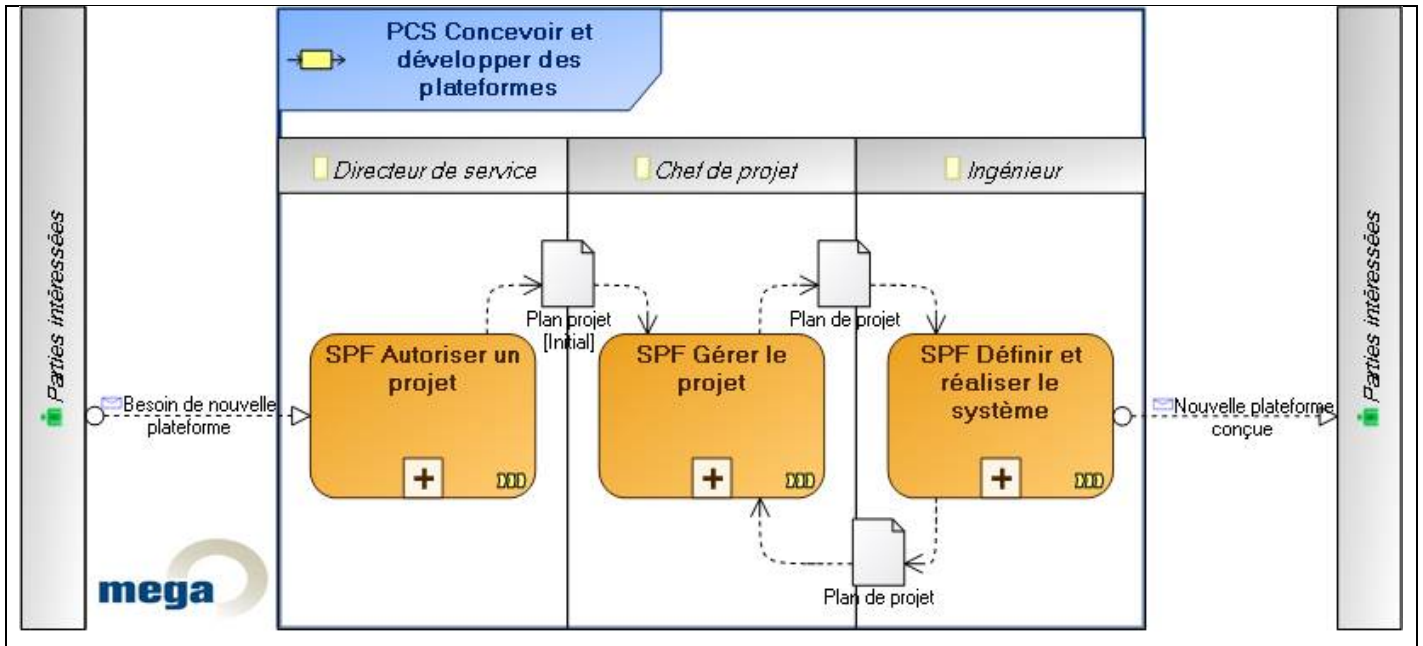 PCS Concevoir et
développer des
plateformes
Directeur de service
Chef de projet
Ingénieur
Parties intéressées
Parties intéressées
Plan projet
[Initial]
Plan de projet
SPF Autoriser un
projet
SPF Gérer le
projet
SPF Définir et
réaliser le
système
Besoin de nouvelle
plateforme
Nouvelle plateforme
conçue
Plan de projet
mega